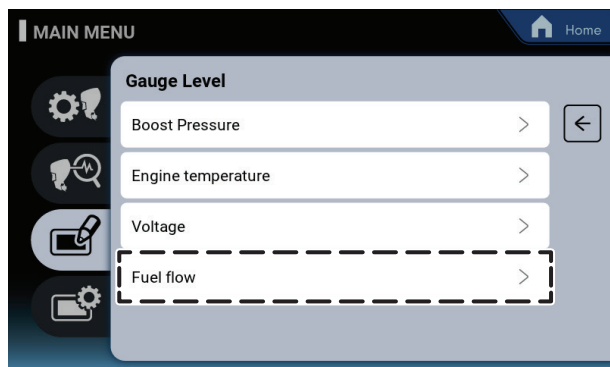 MAIN MENU
Home
Gauge Level
Boost Pressure
Engine temperature
Voltage
Fuel flow